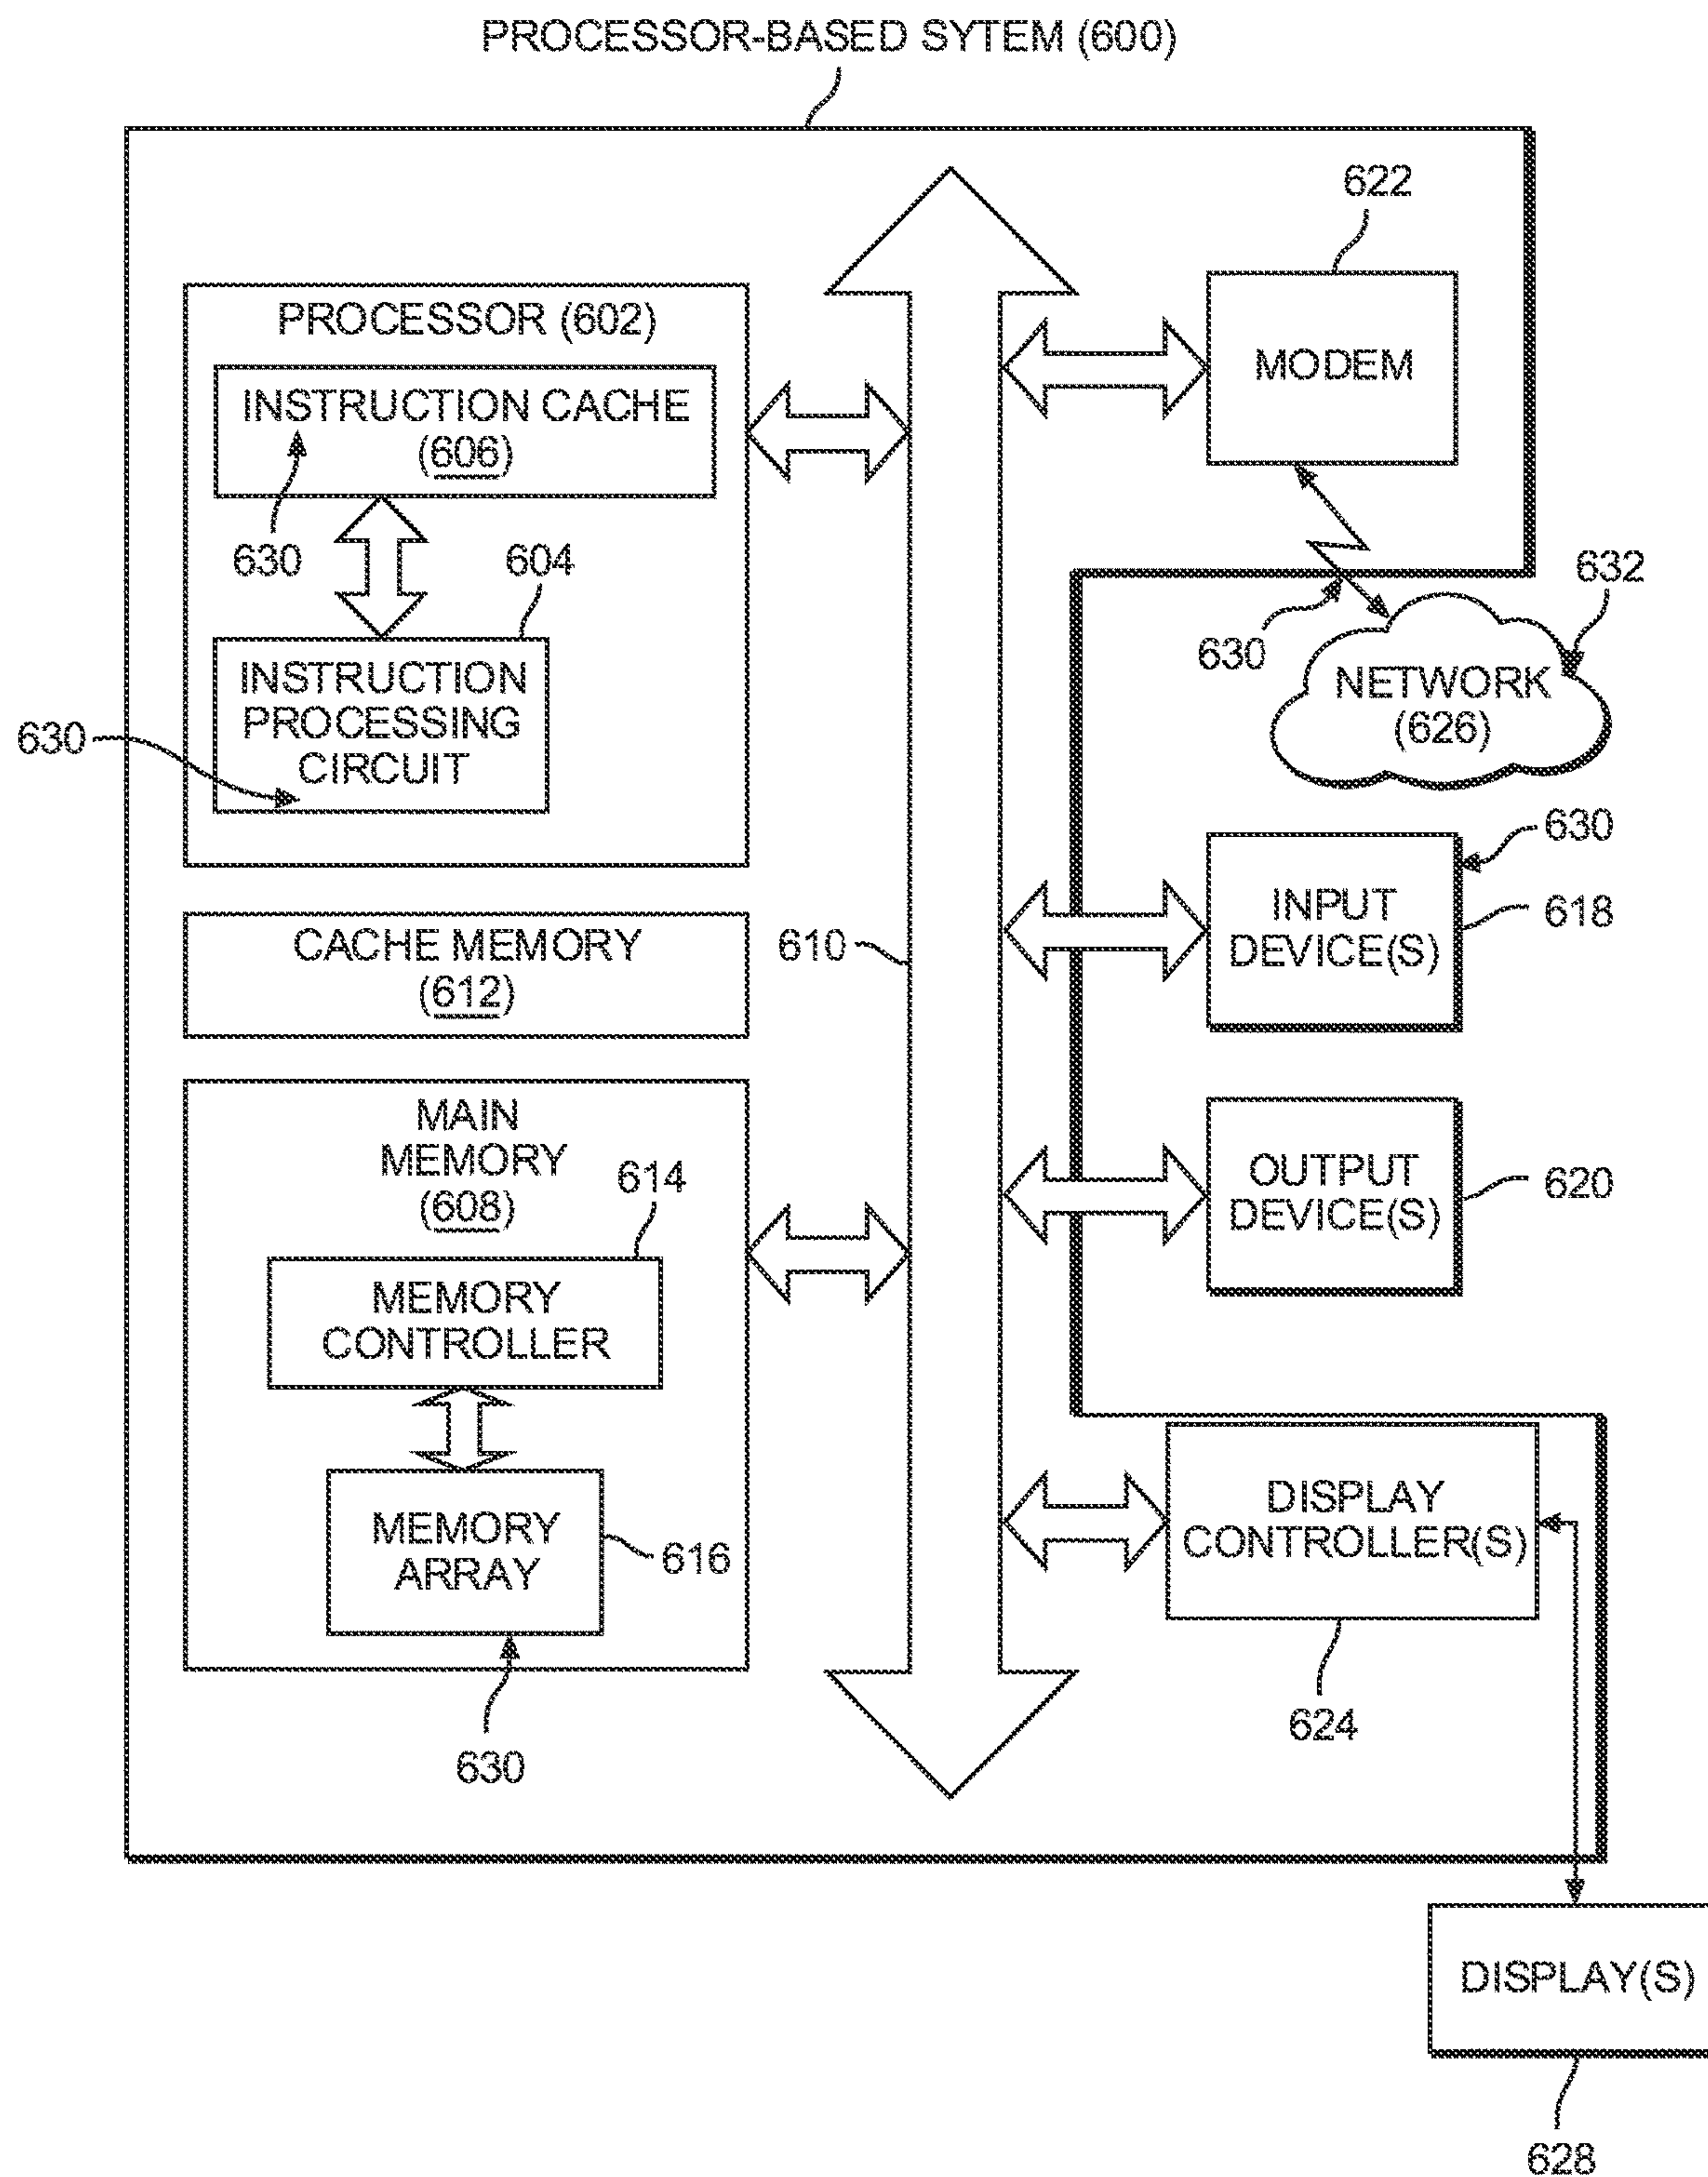 PROCESSOR-BASED SYTEM (600)
622
PROCESSOR (602)
INSTRUCTION CACHE
(606)
630
604
INSTRUCTION
PROCESSING
CIRCUIT
630
MODEM
630
632
NETWORK
(626)
CACHE MEMORY
(612)
610
INPUT
DEVICE(S)
630
618
MAIN
MEMORY
(608)
614
MEMORY
CONTROLLER
MEMORY
ARRAY
616
630
OUTPUT
DEVICE(S)
620
DISPLAY
CONTROLLER(S)
624
DISPLAY(S)
628